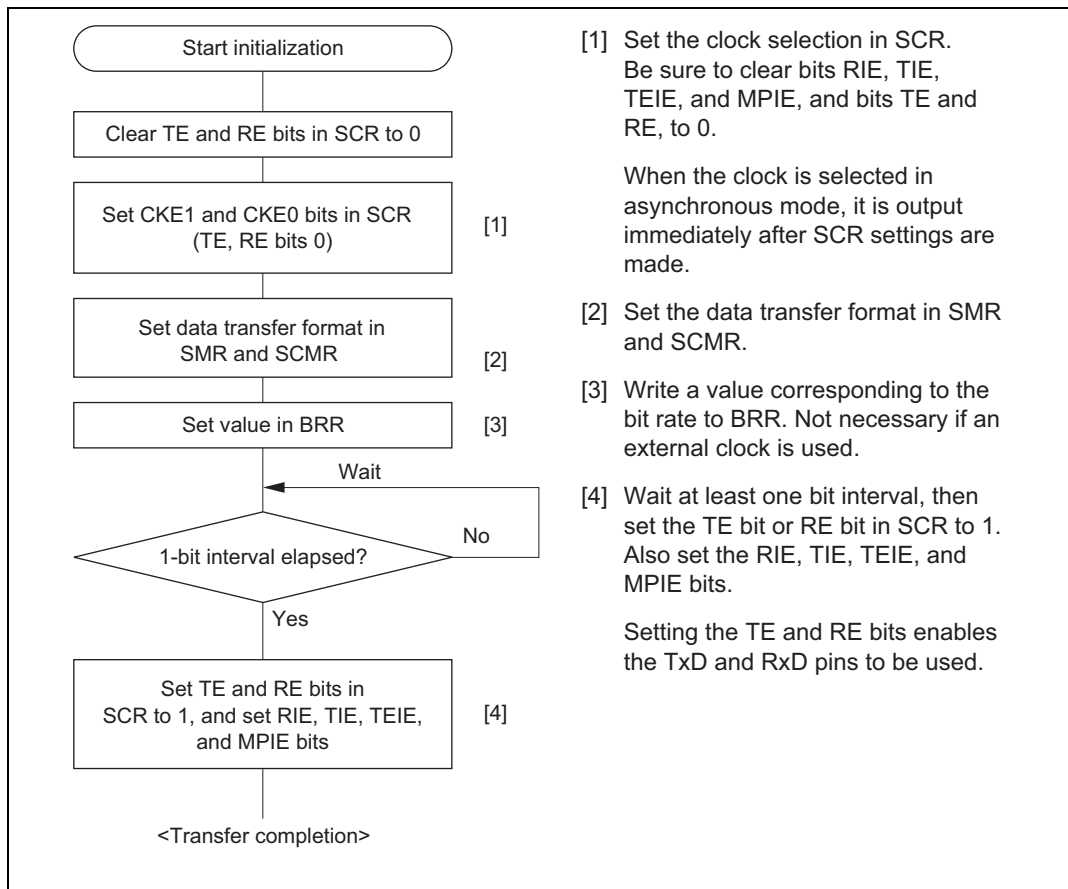 Start initialization
Clear TE and RE bits in SCR to 0
Set CKE1 and CKE0 bits in SCR
(TE, RE bits 0)
[1]
Set data transfer format in
SMR and SCMR
[2]
Set value in BRR
[3]
Wait
No
1-bit interval elapsed?
Yes
Set TE and RE bits in
SCR to 1, and set RIE, TIE, TEIE,
and MPIE bits
[4]
<Transfer completion>
[1] Set the clock selection in SCR.
Be sure to clear bits RIE, TIE,
TEIE, and MPIE, and bits TE and
RE, to 0.
When the clock is selected in
asynchronous mode, it is output
immediately after SCR settings are
made.
[2] Set the data transfer format in SMR
and SCMR.
[3] Write a value corresponding to the
bit rate to BRR. Not necessary if an
external clock is used.
[4] Wait at least one bit interval, then
set the TE bit or RE bit in SCR to 1.
Also set the RIE, TIE, TEIE, and
MPIE bits.
Setting the TE and RE bits enables
the TxD and RxD pins to be used.